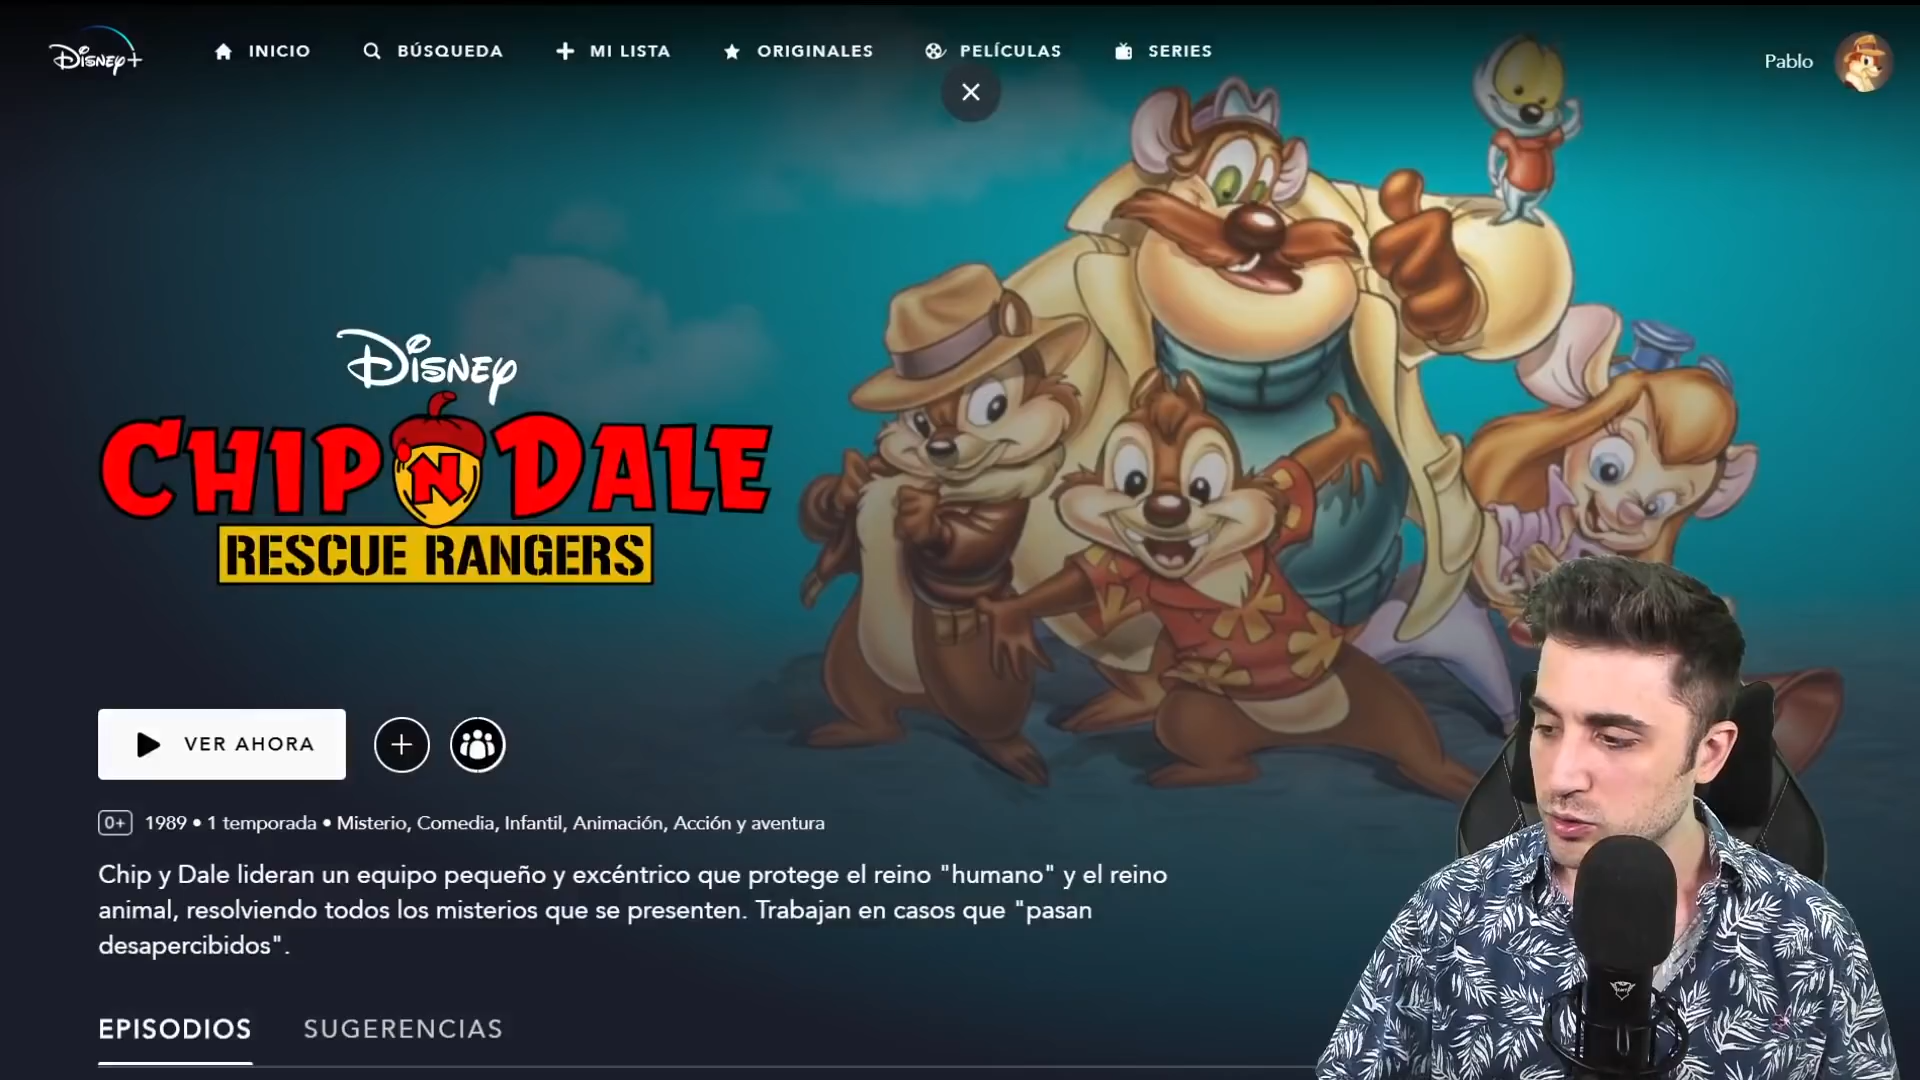 Disney+
INICIO
BÚSQUEDA
MI LISTA
ORIGINALES
PELÍCULAS
SERIES
Pablo
Disney
CHIP N DALE
RESCUE RANGERS
VER AHORA
0+ 1989 • 1 temporada • Misterio, Comedia, Infantil, Animación, Acción y aventura
Chip y Dale lideran un equipo pequeño y excéntrico que protege el reino "humano" y el reino
animal, resolviendo todos los misterios que se presenten. Trabajan en casos que "pasan
desapercibidos".
EPISODIOS
SUGERENCIAS